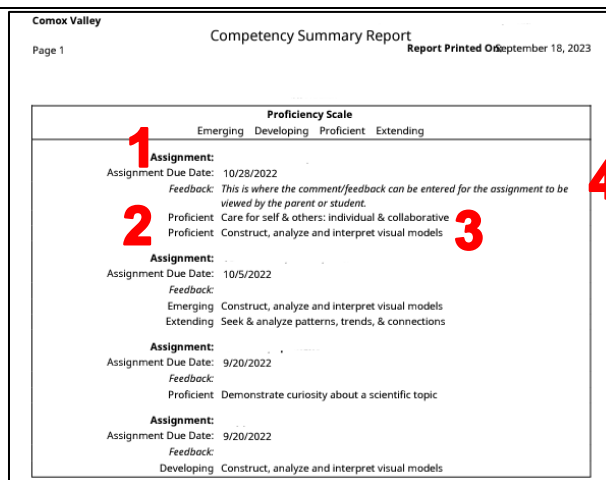 Comox Valley
Competency Summary Report
Page 1
Report Printed On: September 18, 2023
Proficiency Scale
Emerging Developing Proficient Extending
1
Assignment:
Assignment Due Date: 10/28/2022
Feedback: This is where the comment/feedback can be entered for the assignment to be
viewed by the parent or student.
4
2
Proficient Care for self & others: individual & collaborative
Proficient Construct, analyze and interpret visual models
3
Assignment:
Assignment Due Date: 10/5/2022
Feedback:
Emerging Construct, analyze and interpret visual models
Extending Seek & analyze patterns, trends, & connections
Assignment:
Assignment Due Date: 9/20/2022
Feedback:
Proficient Demonstrate curiosity about a scientific topic
Assignment:
Assignment Due Date: 9/20/2022
Feedback:
Developing Construct, analyze and interpret visual models